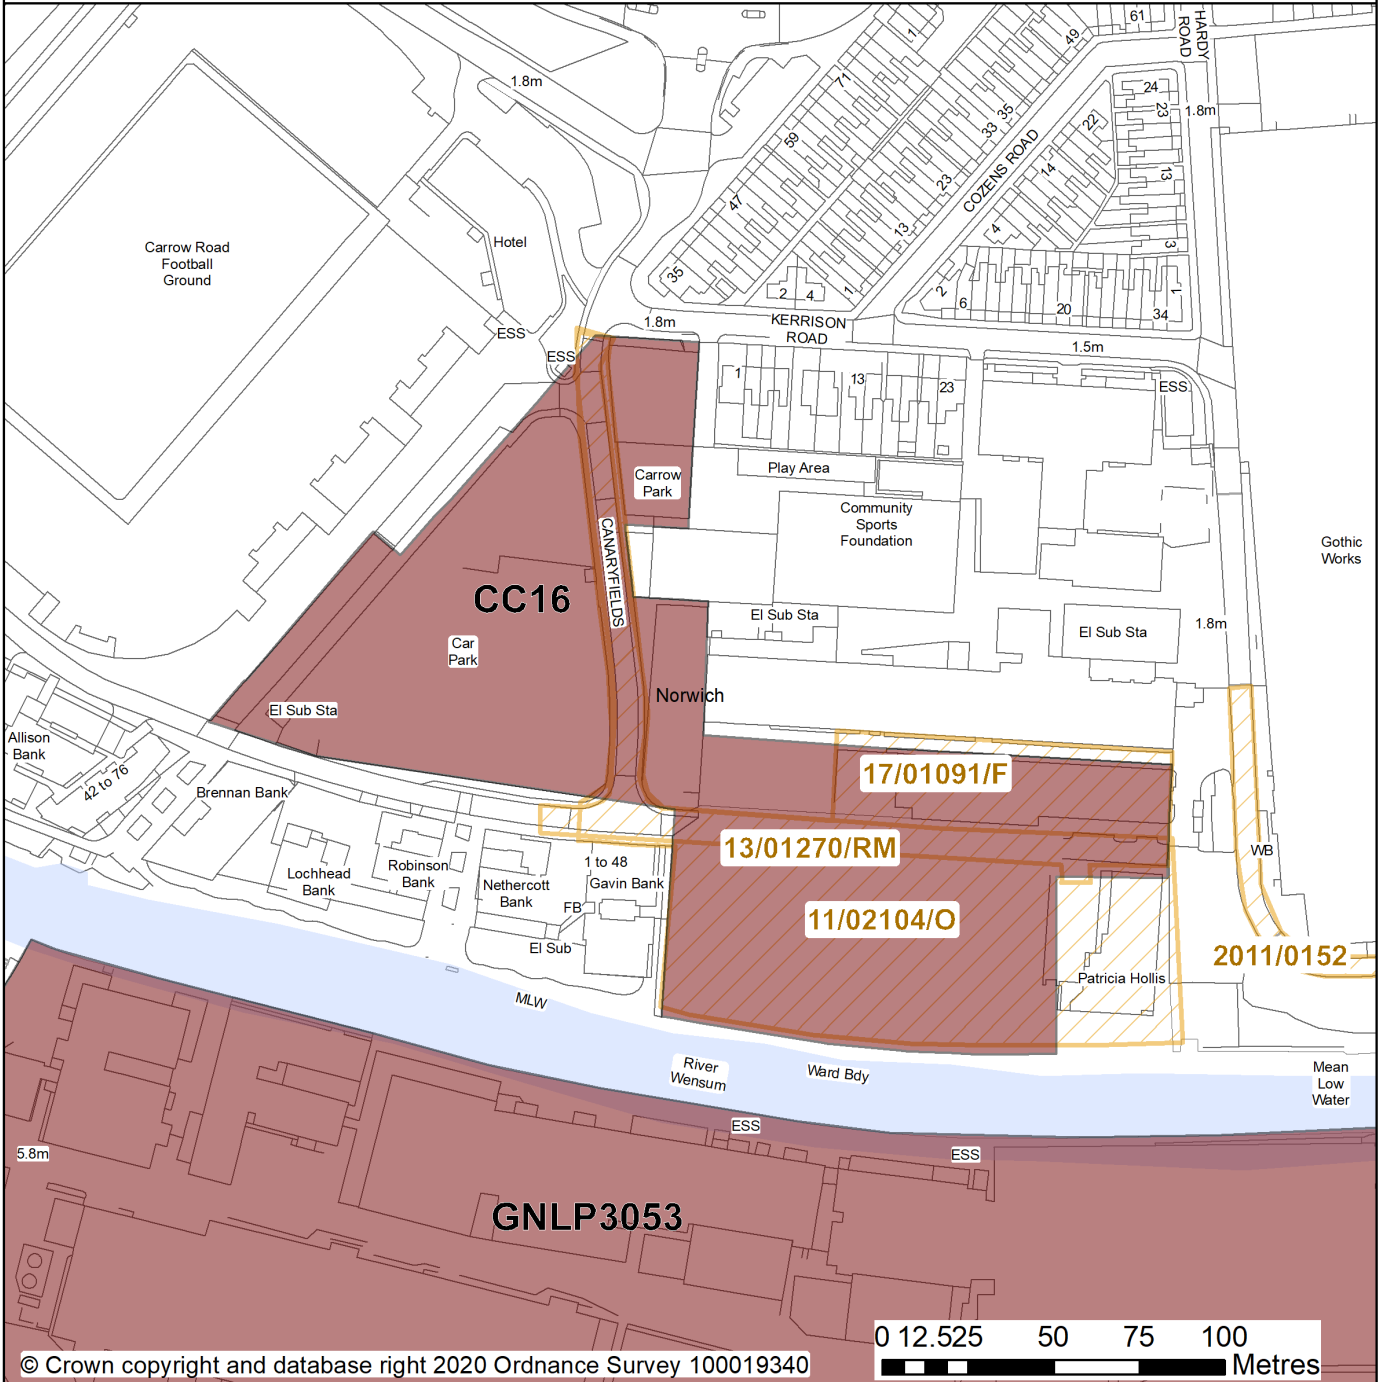 61
HARDY
ROAD
1
49
1.8m
71
24
23
1.8m
35
33
22
59
COZENS ROAD
14
13
23
47
4
13
3
Carrow Road
Football
Ground
Hotel
35
2
4
1
2
6
20
1
34
ESS
1.8m
KERRISON
ROAD
1.5m
ESS
1
13
23
ESS
Carrow
Park
Play Area
Community
Sports
Foundation
Gothic
Works
CANARYFIELDS
CC16
El Sub Sta
El Sub Sta
1.8m
Car
Park
Norwich
El Sub Sta
Allison
Bank
42 to 76
Brennan Bank
17/01091/F
13/01270/RM
WB
1 to 48
Gavin Bank
Robinson
Bank
Lochhead
Bank
Nethercott
Bank
FB
El Sub
11/02104/O
2011/0152
Patricia Hollis
MLW
River
Wensum
Ward Bdy
Mean
Low
Water
ESS
ESS
5.8m
GNLP3053
0 12.525 50 75 100
Metres
© Crown copyright and database right 2020 Ordnance Survey 100019340